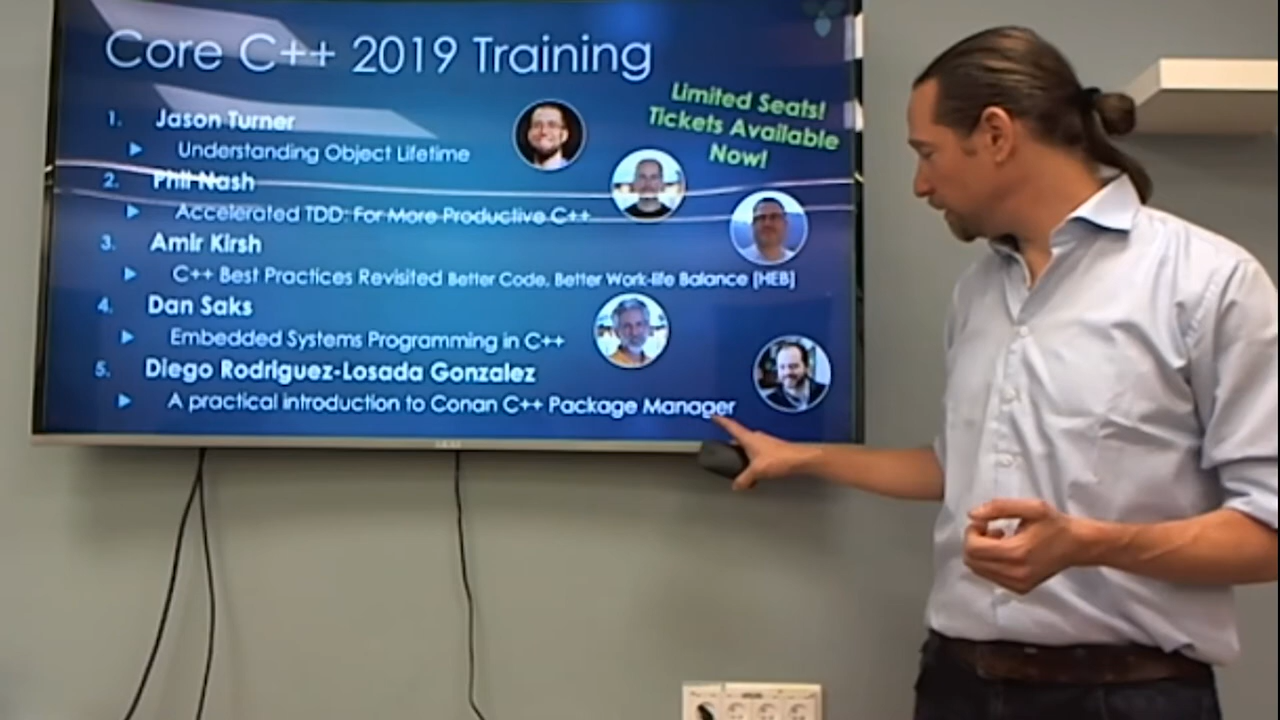 Core C++ 2019 Training
Limited Seats!
Tickets Available
Now!
1. Jason Turner
Understanding Object Lifetime
2. Phil Nash
Accelerated TDD: For More Productive C++
3. Amir Kirsh
C++ Best Practices Revisited Better Code, Better Work-life Balance [HEB]
4. Dan Saks
Embedded Systems Programming in C++
5. Diego Rodriguez-Losada Gonzalez
A practical introduction to Conan C++ Package Manager